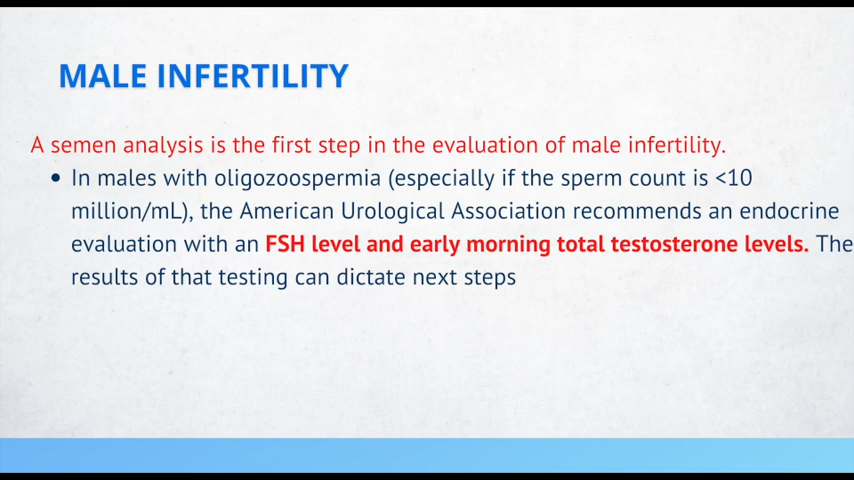 MALE INFERTILITY
A semen analysis is the first step in the evaluation of male infertility.
• In males with oligozoospermia (especially if the sperm count is <10
million/mL), the American Urological Association recommends an endocrine
evaluation with an FSH level and early morning total testosterone levels. The
results of that testing can dictate next steps